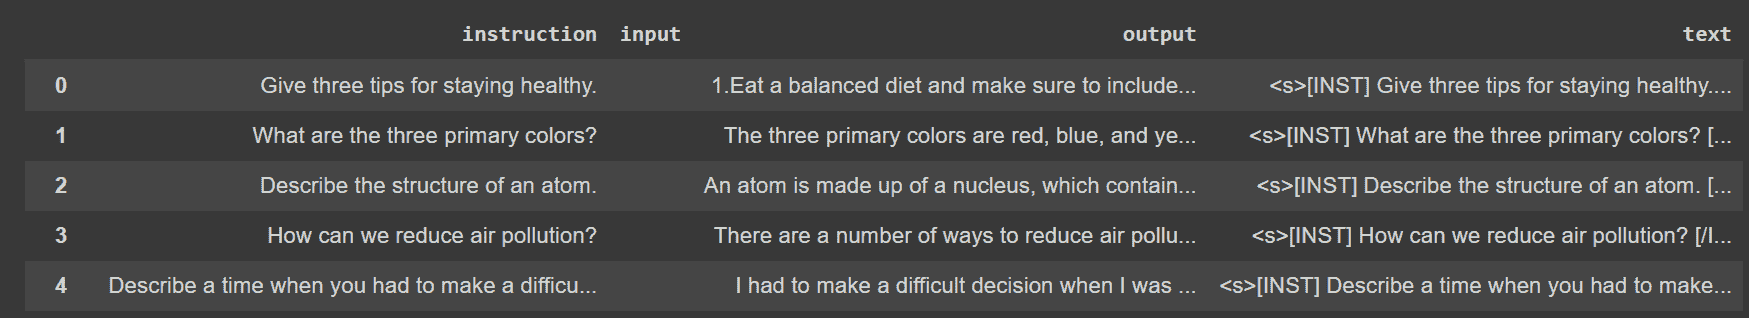 instruction input output text
0 Give three tips for staying healthy. 1.Eat a balanced diet and make sure to include... <s>[INST] Give three tips for staying healthy....
1 What are the three primary colors? The three primary colors are red, blue, and ye... <s>[INST] What are the three primary colors? [...
2 Describe the structure of an atom. An atom is made up of a nucleus, which contain... <s>[INST] Describe the structure of an atom. [...
3 How can we reduce air pollution? There are a number of ways to reduce air pollu... <s>[INST] How can we reduce air pollution? [/I...
4 Describe a time when you had to make a difficu... I had to make a difficult decision when I was ... <s>[INST] Describe a time when you had to make...